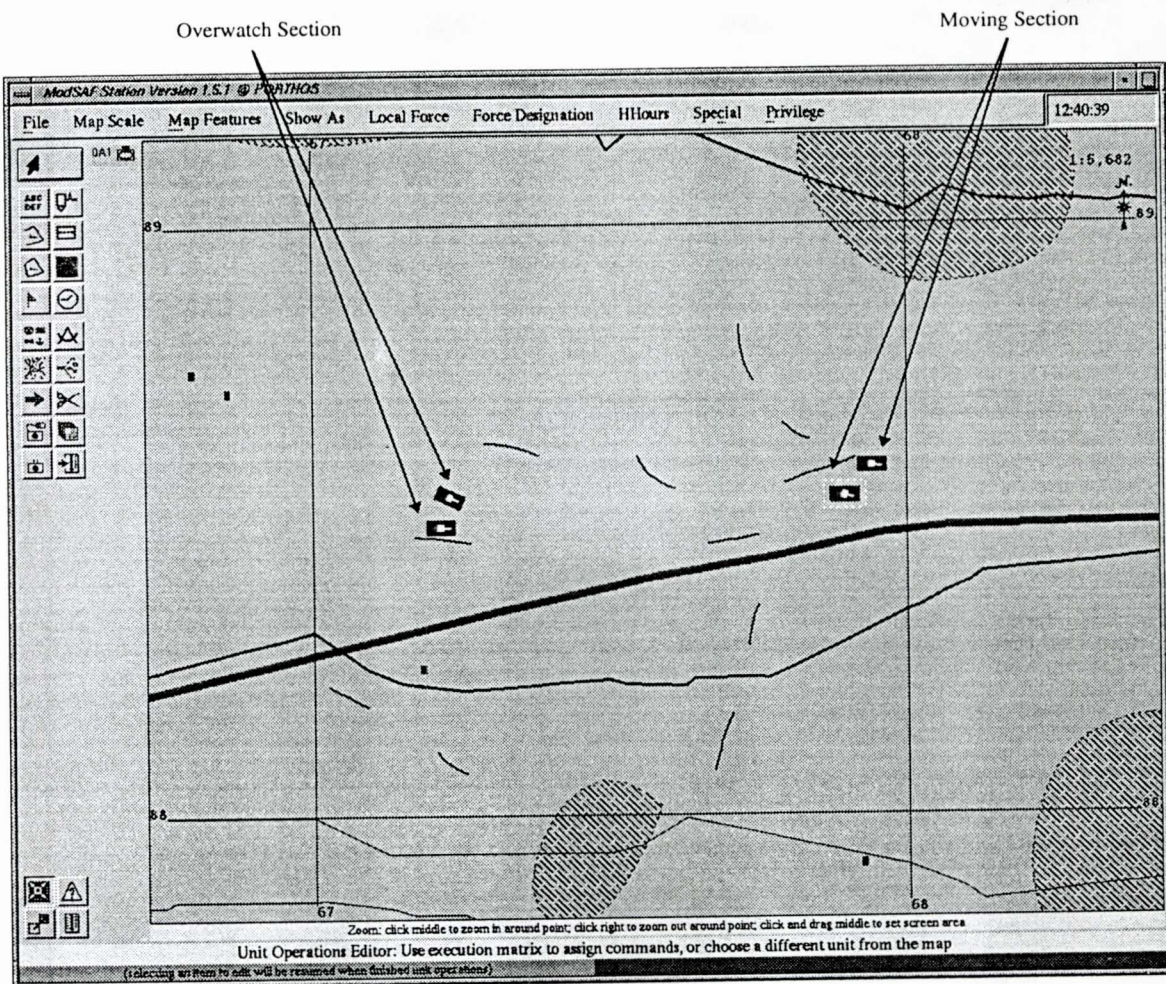 Overwatch Section
Moving Section
ModSAF Station Version 1.5.1 @ PORTHOS
File Map Scale Map Features Show As Local Force Force Designation HHours Special Privilege 12:40:39
0A1
67 68
1:5,682
N
ABC
DEF
89 89
88 88
67 68
Zoom: click middle to zoom in around point; click right to zoom out around point; click and drag middle to set screen area
Unit Operations Editor: Use execution matrix to assign commands, or choose a different unit from the map
(selecting an item to edit will be resumed when finished unit operations)